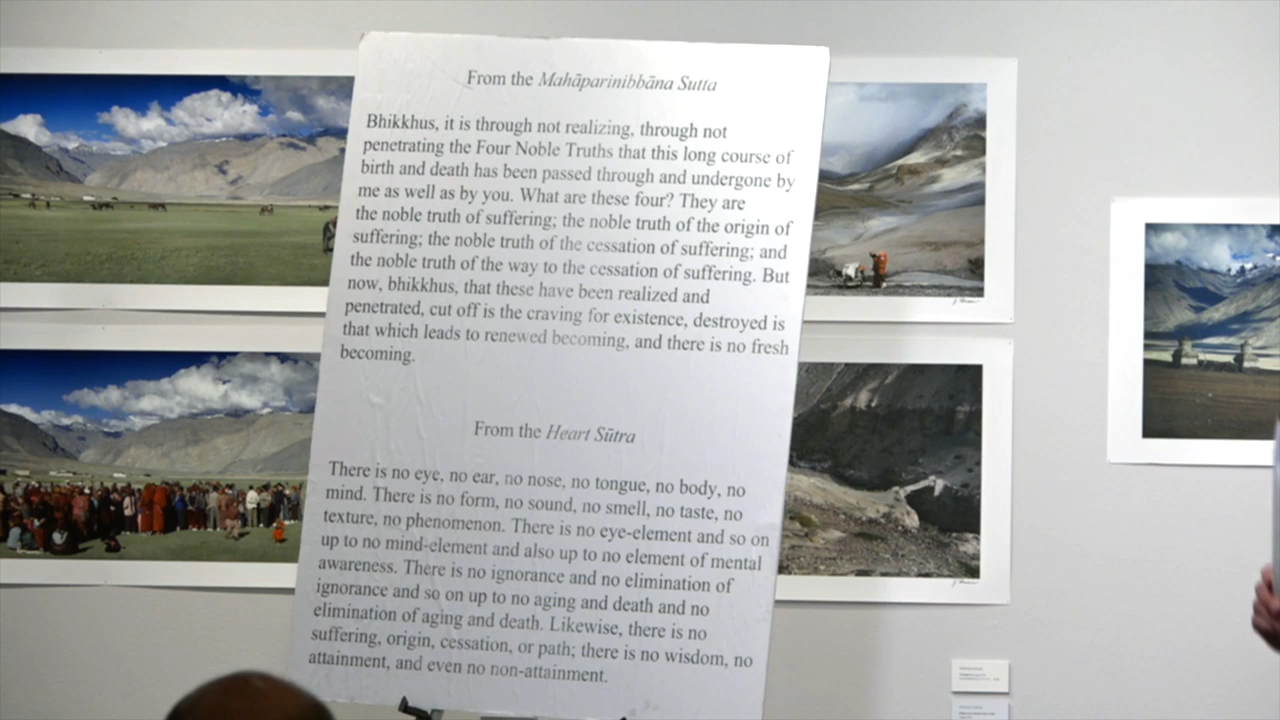 From the Mahāparinibbāna Sutta
Bhikkhus, it is through not realizing, through not
penetrating the Four Noble Truths that this long course of
birth and death has been passed through and undergone by
me as well as by you. What are these four? They are
the noble truth of suffering; the noble truth of the origin of
suffering; the noble truth of the cessation of suffering; and
the noble truth of the way to the cessation of suffering. But
now, bhikkhus, that these have been realized and
penetrated, cut off is the craving for existence, destroyed is
that which leads to renewed becoming, and there is no fresh
becoming.
From the Heart Sūtra
There is no eye, no ear, no nose, no tongue, no body, no
mind. There is no form, no sound, no smell, no taste, no
texture, no phenomenon. There is no eye-element and so on
up to no mind-element and also up to no element of mental
awareness. There is no ignorance and no elimination of
ignorance and so on up to no aging and death and no
elimination of aging and death. Likewise, there is no
suffering, origin, cessation, or path; there is no wisdom, no
attainment, and even no non-attainment.